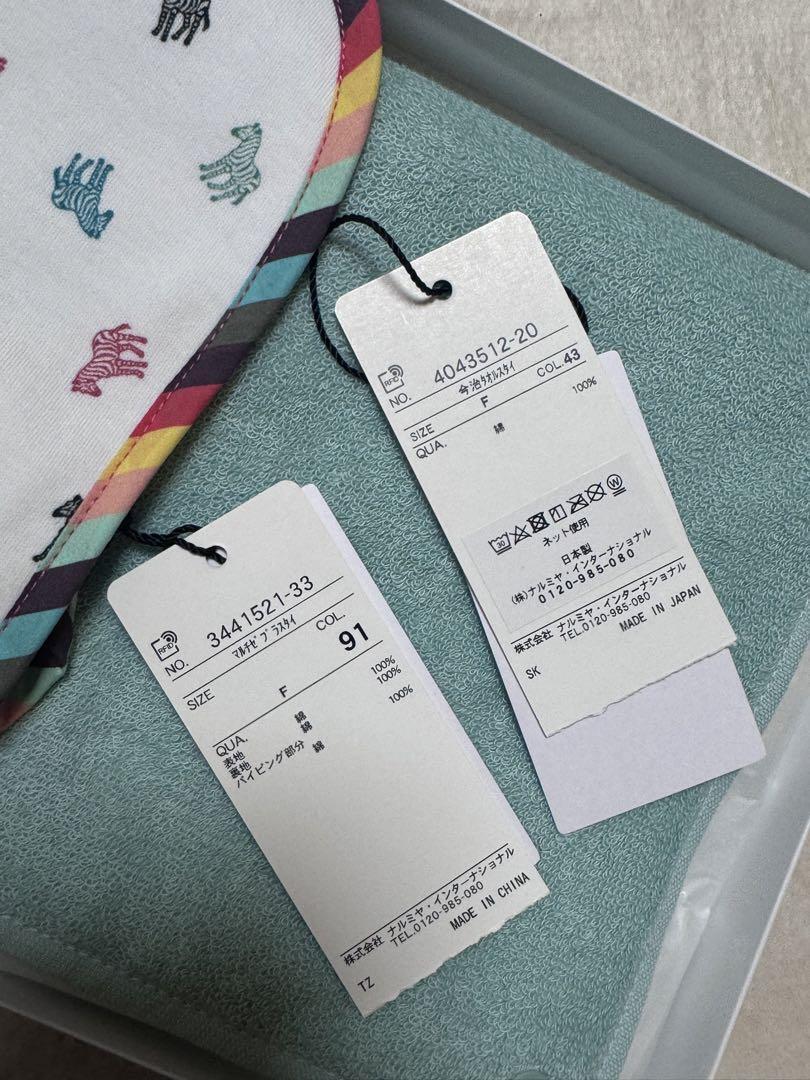 RFID
NO. 4043512-20
今治タオルスタイ COL.43
SIZE F
QUA. 綿 100%
30
W
ネット使用
日本製
(株)ナルミヤ・インターナショナル
0120-985-080
株式会社 ナルミヤ・インターナショナル
TEL.0120-985-080
MADE IN JAPAN
SK
RFID
NO. 3441521-33
マルチゼブラスタイ COL.
91
SIZE F
QUA.
表地 綿 100%
裏地 綿 100%
パイピング部分 綿 100%
株式会社 ナルミヤ・インターナショナル
TEL.0120-985-080
MADE IN CHINA
TZ